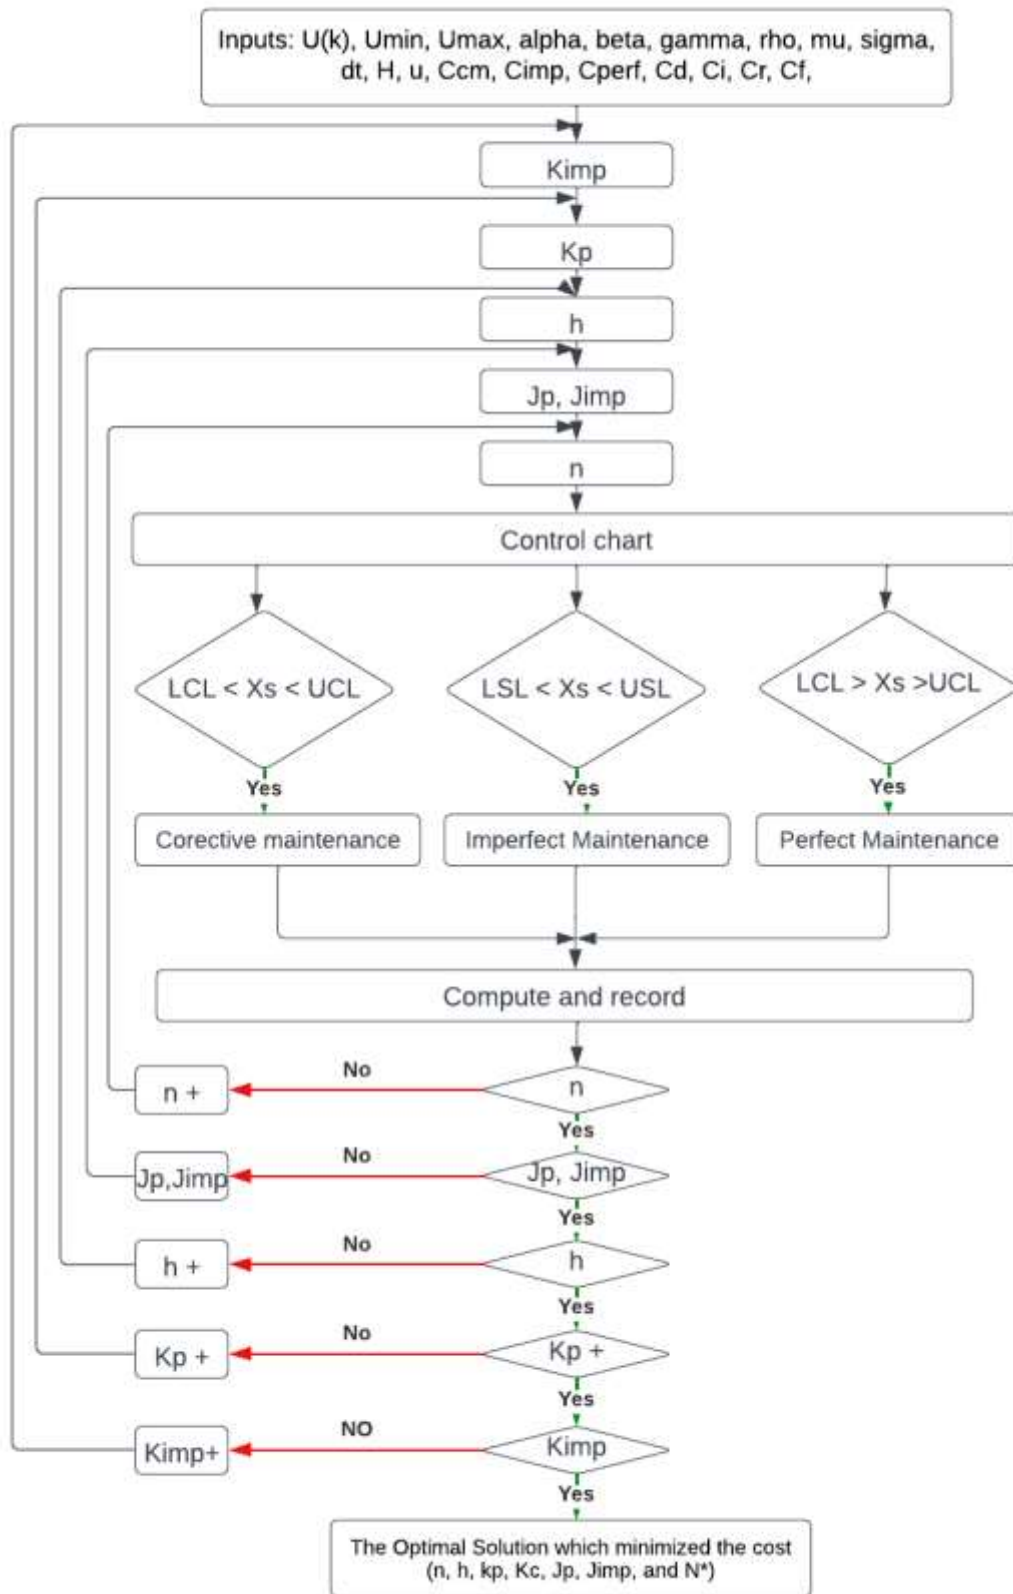 Inputs: U(k), Umin, Umax, alpha, beta, gamma, rho, mu, sigma,
dt, H, u, Ccm, Cimp, Cperf, Cd, Ci, Cr, Cf,
Kimp
Kp
h
Jp, Jimp
n
Control chart
LCL < Xs < UCL
LSL < Xs < USL
LCL > Xs >UCL
Yes
Yes
Yes
Corective maintenance
Imperfect Maintenance
Perfect Maintenance
Compute and record
n +
No
n
Yes
Jp,Jimp
No
Jp, Jimp
Yes
h +
No
h
Yes
Kp +
No
Kp +
Yes
Kimp+
NO
Kimp
Yes
The Optimal Solution which minimized the cost
(n, h, kp, Kc, Jp, Jimp, and N*)